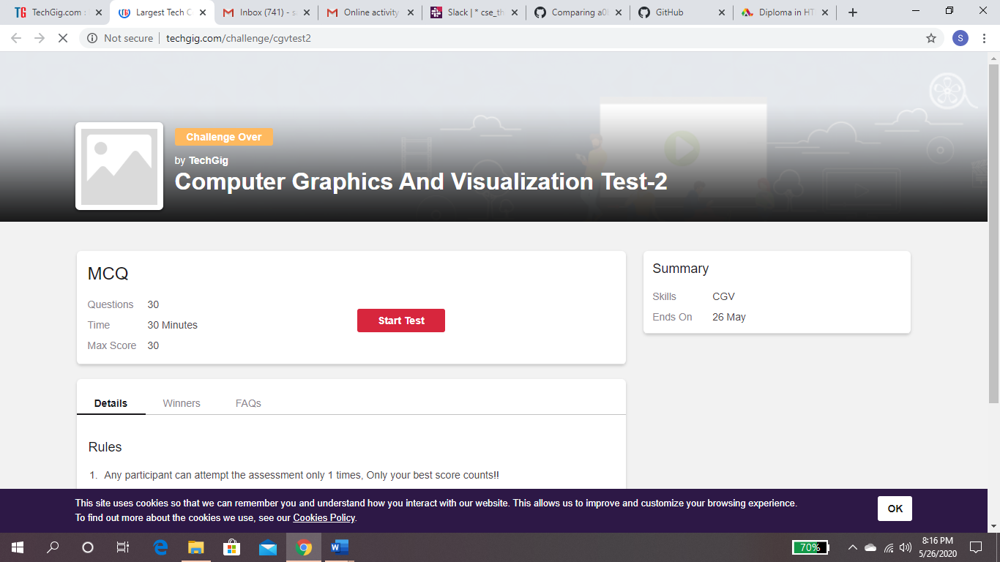 TechGig.com :
Largest Tech C
Inbox (741) - s
Online activity
Slack | * cse_th
Comparing a0
GitHub
Diploma in HT
Not secure
techgig.com/challenge/cgvtest2
S
Challenge Over
by TechGig
Computer Graphics And Visualization Test-2
MCQ
Questions 30
Time 30 Minutes
Max Score 30
Start Test
Summary
Skills CGV
Ends On 26 May
Details Winners FAQs
Rules
1. Any participant can attempt the assessment only 1 times, Only your best score counts!!
This site uses cookies so that we can remember you and understand how you interact with our website. This allows us to improve and customize your browsing experience.
To find out more about the cookies we use, see our Cookies Policy.
OK
70%
8:16 PM
5/26/2020